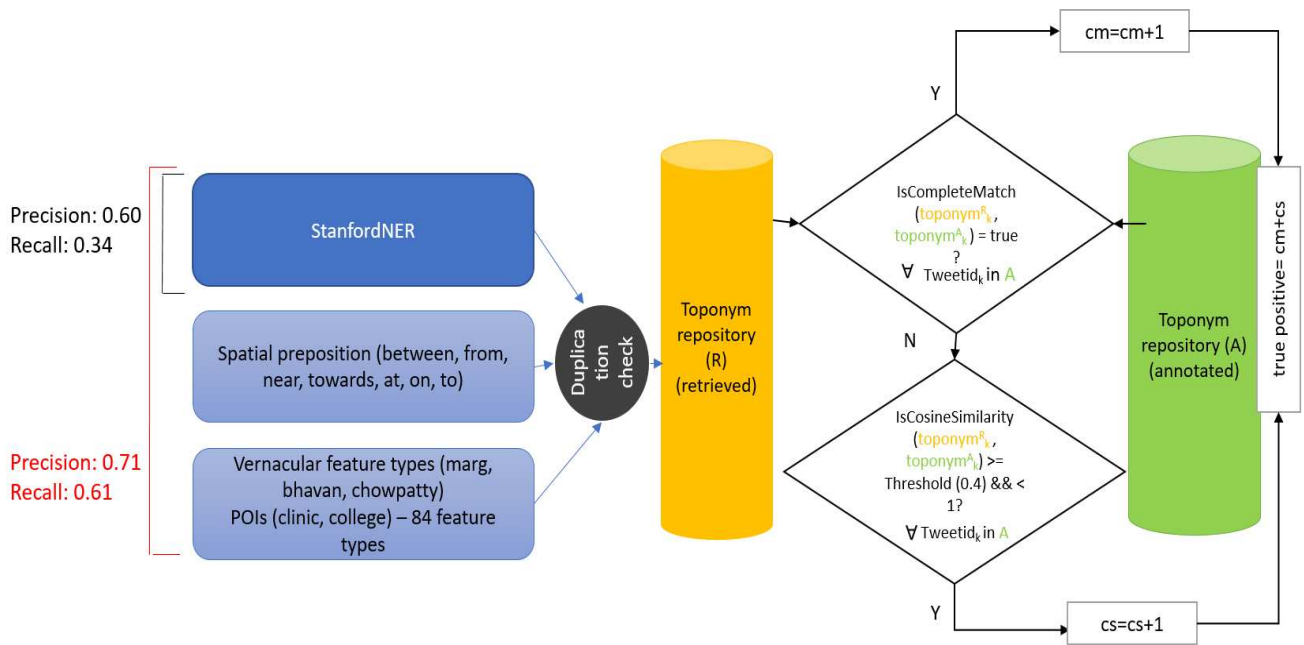 Precision: 0.60
Recall: 0.34
Precision: 0.71
Recall: 0.61
StanfordNER
Spatial preposition (between, from,
near, towards, at, on, to)
Vernacular feature types (marg,
bhavan, chowpatty)
POIs (clinic, college) – 84 feature
types
Duplica
tion
check
Toponym
repository
(R)
(retrieved)
IsCompleteMatch
(toponymᴿₖ ,
toponymᴬₖ ) = true
?
∀ Tweetidₖ in A
Y
N
IsCosineSimilarity
(toponymᴿₖ ,
toponymᴬₖ) >=
Threshold (0.4) && <
1?
∀ Tweetidₖ in A
Y
cm=cm+1
cs=cs+1
Toponym
repository (A)
(annotated)
true positive= cm+cs